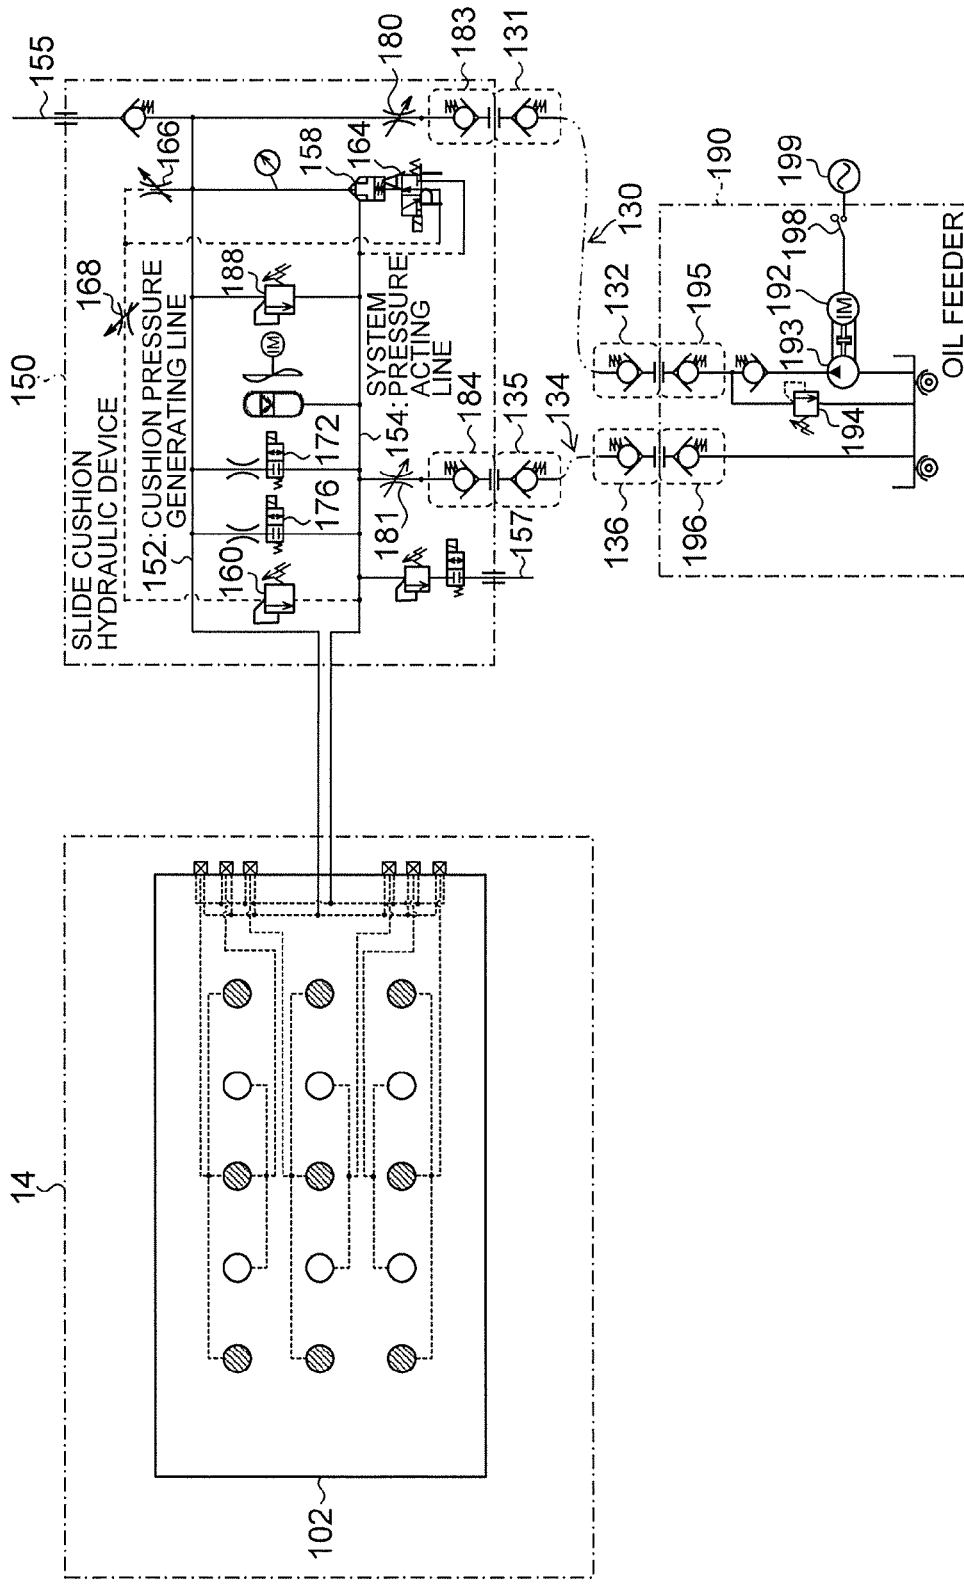 14
102
SLIDE CUSHION
HYDRAULIC DEVICE
150
168
155
166
152: CUSHION PRESSURE
GENERATING LINE
160
176
172
188
158
164
180
183
131
154: SYSTEM
PRESSURE
ACTING
LINE
181
184
135
157
134
130
136
132
196
195
190
IM
IM
192
193
194
198
199
OIL FEEDER